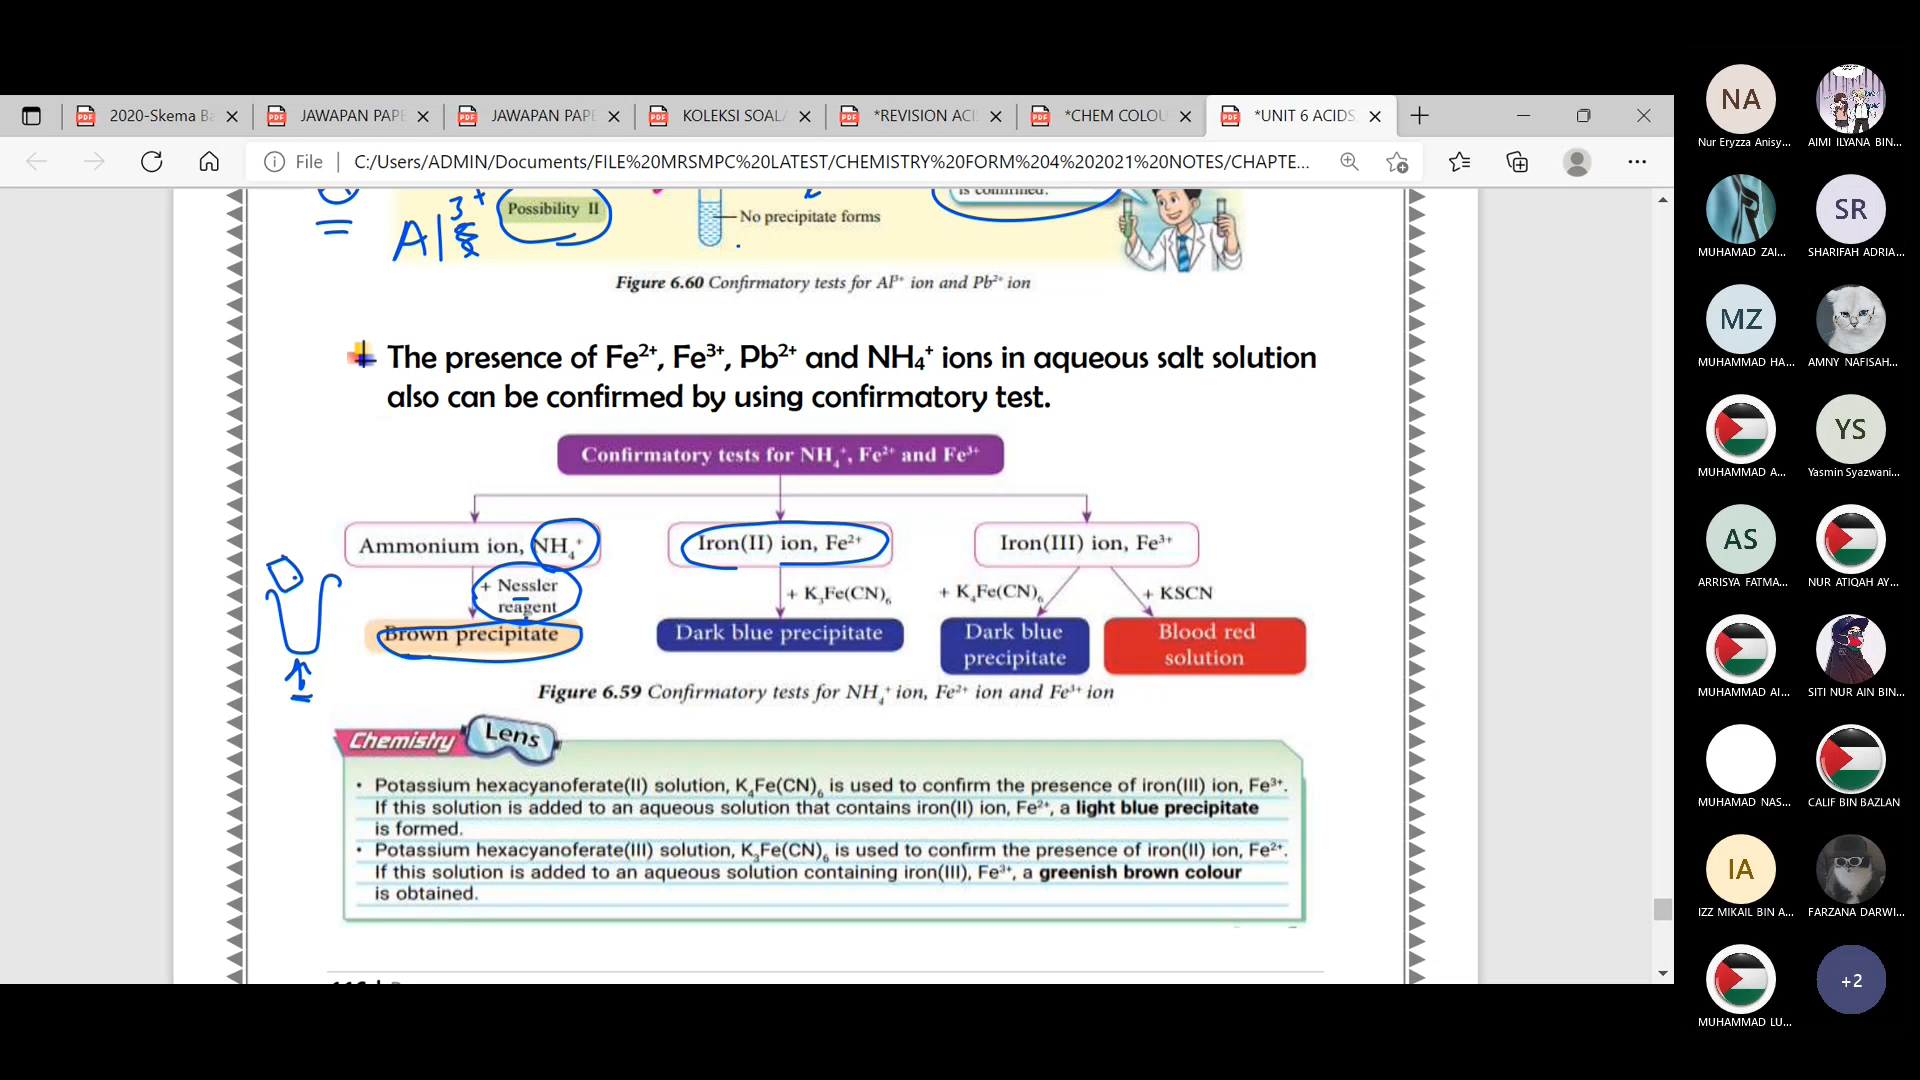 2020-Skema Ba
JAWAPAN PAPE
JAWAPAN PAPE
KOLEKSI SOALA
*REVISION ACI
*CHEM COLOU
*UNIT 6 ACIDS,
File
C:/Users/ADMIN/Documents/FILE%20MRSMPC%20LATEST/CHEMISTRY%20FORM%204%202021%20NOTES/CHAPTE...
is confirmed.
Possibility II
Al 3+
No precipitate forms
Figure 6.60 Confirmatory tests for Al³⁺ ion and Pb²⁺ ion
The presence of Fe²⁺, Fe³⁺, Pb²⁺ and NH₄⁺ ions in aqueous salt solution
also can be confirmed by using confirmatory test.
Confirmatory tests for NH₄⁺, Fe²⁺ and Fe³⁺
Ammonium ion, NH₄⁺
Iron(II) ion, Fe²⁺
Iron(III) ion, Fe³⁺
+ Nessler
reagent
+ K₃Fe(CN)₆
+ K₄Fe(CN)₆
+ KSCN
Brown precipitate
Dark blue precipitate
Dark blue
precipitate
Blood red
solution
Figure 6.59 Confirmatory tests for NH₄⁺ ion, Fe²⁺ ion and Fe³⁺ ion
Chemistry Lens
• Potassium hexacyanoferate(II) solution, K₄Fe(CN)₆ is used to confirm the presence of iron(III) ion, Fe³⁺.
If this solution is added to an aqueous solution that contains iron(II) ion, Fe²⁺, a light blue precipitate
is formed.
• Potassium hexacyanoferate(III) solution, K₃Fe(CN)₆ is used to confirm the presence of iron(II) ion, Fe²⁺.
If this solution is added to an aqueous solution containing iron(III), Fe³⁺, a greenish brown colour
is obtained.
NA
Nur Eryzza Anisy...
AIMI ILYANA BIN...
MUHAMAD ZAI...
SR
SHARIFAH ADRIA...
MZ
MUHAMMAD HA...
AMNY NAFISAH...
MUHAMMAD A...
YS
Yasmin Syazwani...
AS
ARRISYA FATMA...
NUR ATIQAH AY...
MUHAMMAD AI...
SITI NUR AIN BIN...
MUHAMAD NAS...
CALIF BIN BAZLAN
IA
IZZ MIKAIL BIN A...
FARZANA DARWI...
MUHAMMAD LU...
+2